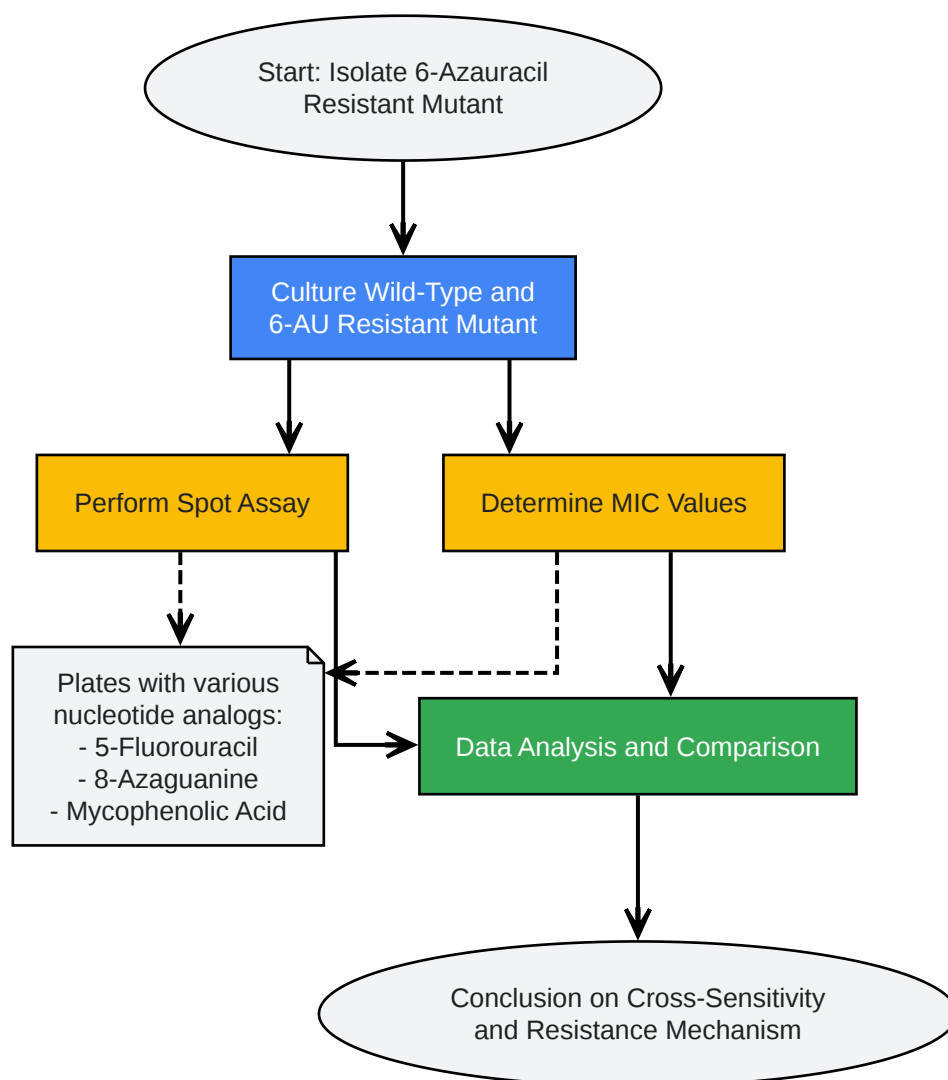 Start: Isolate 6-Azauracil
Resistant Mutant
Culture Wild-Type and
6-AU Resistant Mutant
Perform Spot Assay
Determine MIC Values
Plates with various
nucleotide analogs:
- 5-Fluorouracil
- 8-Azaguanine
- Mycophenolic Acid
Data Analysis and Comparison
Conclusion on Cross-Sensitivity
and Resistance Mechanism